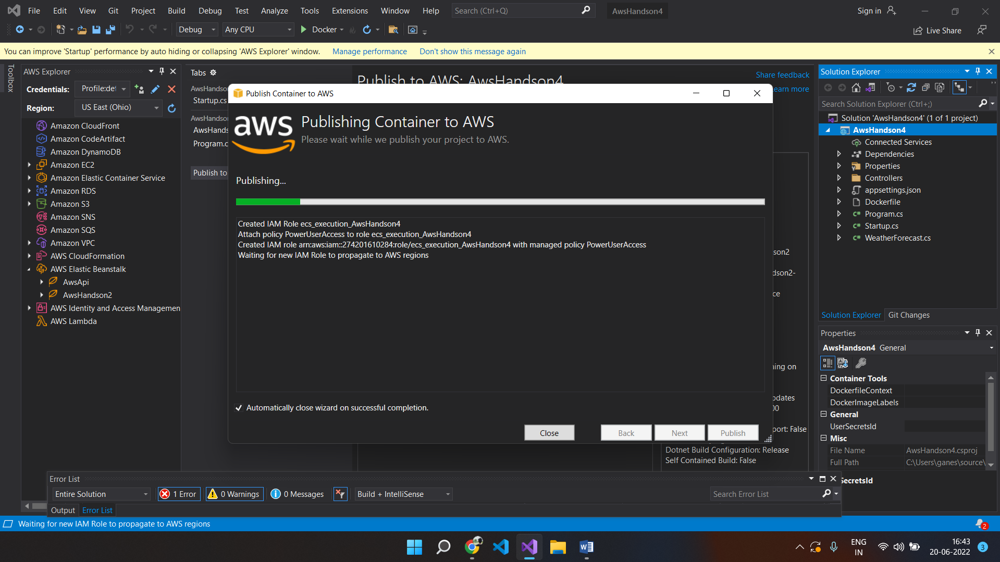 File Edit View Git Project Build Debug Test Analyze Tools Extensions Window Help Search (Ctrl+Q) AwsHandson4 Sign in
Debug Any CPU Docker Live Share
You can improve 'Startup' performance by auto hiding or collapsing 'AWS Explorer' window. Manage performance Don't show this message again
Toolbox
AWS Explorer
Credentials: Profile:def
Region: US East (Ohio)
Amazon CloudFront
Amazon CodeArtifact
Amazon DynamoDB
Amazon EC2
Amazon Elastic Container Service
Amazon RDS
Amazon S3
Amazon SNS
Amazon SQS
Amazon VPC
AWS CloudFormation
AWS Elastic Beanstalk
AwsApi
AwsHandson2
AWS Identity and Access Managemen
AWS Lambda
Tabs
AwsHandson
Startup.cs
AwsHandson
AwsHands
Program.c
Publish to
Publish to AWS: AwsHandson4
Share feedback
earn more
Publish Container to AWS
aws
Publishing Container to AWS
Please wait while we publish your project to AWS.
Publishing...
Created IAM Role ecs_execution_AwsHandson4
Attach policy PowerUserAccess to role ecs_execution_AwsHandson4
Created IAM role arn:aws:iam::274201610284:role/ecs_execution_AwsHandson4 with managed policy PowerUserAccess
Waiting for new IAM Role to propagate to AWS regions
Automatically close wizard on successful completion.
Close Back Next Publish
son2
dson2-
ce
ing on
pdates
00
port: False
Dotnet Build Configuration: Release
Self Contained Build: False
Solution Explorer
Search Solution Explorer (Ctrl+;)
Solution 'AwsHandson4' (1 of 1 project)
AwsHandson4
Connected Services
Dependencies
Properties
Controllers
appsettings.json
Dockerfile
C# Program.cs
C# Startup.cs
C# WeatherForecast.cs
Solution Explorer Git Changes
Properties
AwsHandson4 General
Container Tools
DockerfileContext
DockerImageLabels
General
UserSecretsId
Misc
File Name AwsHandson4.csproj
Full Path C:\Users\ganes\source\
SecretsId
Error List
Entire Solution 1 Error 0 Warnings 0 Messages Build + IntelliSense Search Error List
Output Error List
Waiting for new IAM Role to propagate to AWS regions 2
ENG
IN
16:43
20-06-2022
3